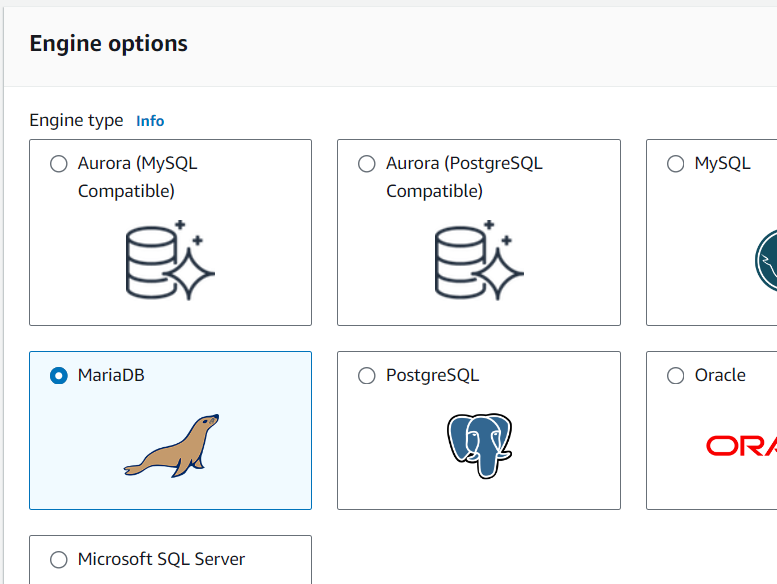 Engine options
Engine type Info
Aurora (MySQL
Compatible)
Aurora (PostgreSQL
Compatible)
MySQL
MariaDB
PostgreSQL
Oracle
ORA
Microsoft SQL Server